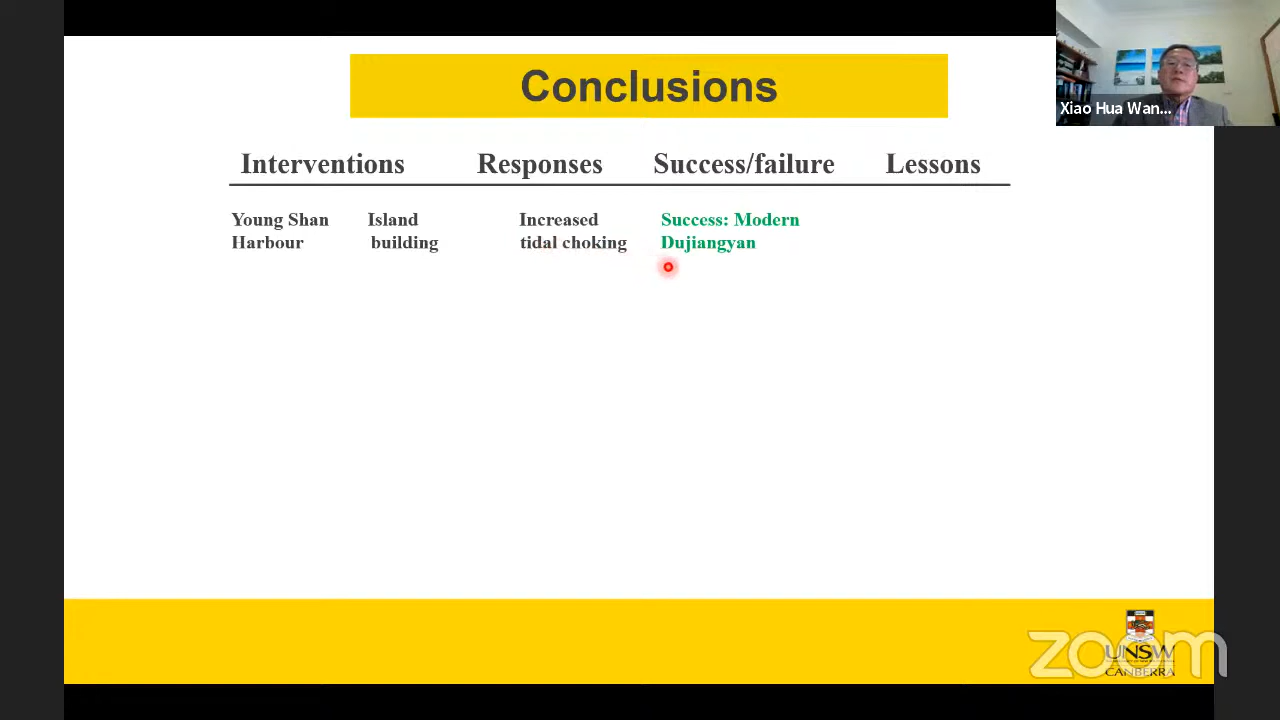 Conclusions
Xiao Hua Wan...
Interventions Responses Success/failure Lessons
Young Shan Island Increased Success: Modern
Harbour building tidal choking Dujiangyan
zoom
UNSW
CANBERRA